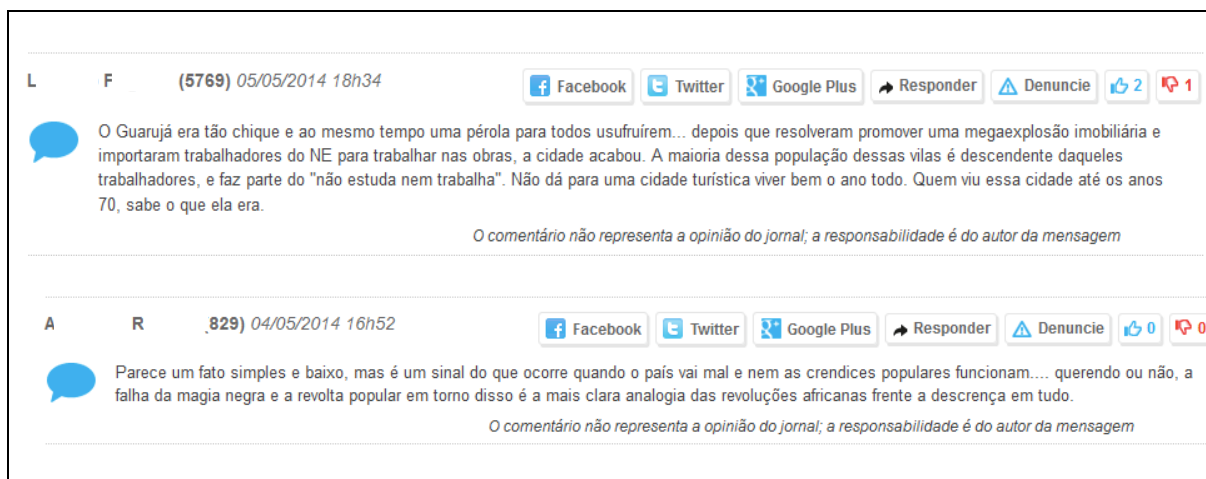 L F (5769) 05/05/2014 18h34 Facebook Twitter Google Plus Responder Denuncie 2 1
O Guarujá era tão chique e ao mesmo tempo uma pérola para todos usufruírem... depois que resolveram promover uma megaexplosão imobiliária e
importaram trabalhadores do NE para trabalhar nas obras, a cidade acabou. A maioria dessa população dessas vilas é descendente daqueles
trabalhadores, e faz parte do "não estuda nem trabalha". Não dá para uma cidade turística viver bem o ano todo. Quem viu essa cidade até os anos
70, sabe o que ela era.
O comentário não representa a opinião do jornal; a responsabilidade é do autor da mensagem
A R 829) 04/05/2014 16h52 Facebook Twitter Google Plus Responder Denuncie 0 0
Parece um fato simples e baixo, mas é um sinal do que ocorre quando o país vai mal e nem as crendices populares funcionam.... querendo ou não, a
falha da magia negra e a revolta popular em torno disso é a mais clara analogia das revoluções africanas frente a descrença em tudo.
O comentário não representa a opinião do jornal; a responsabilidade é do autor da mensagem